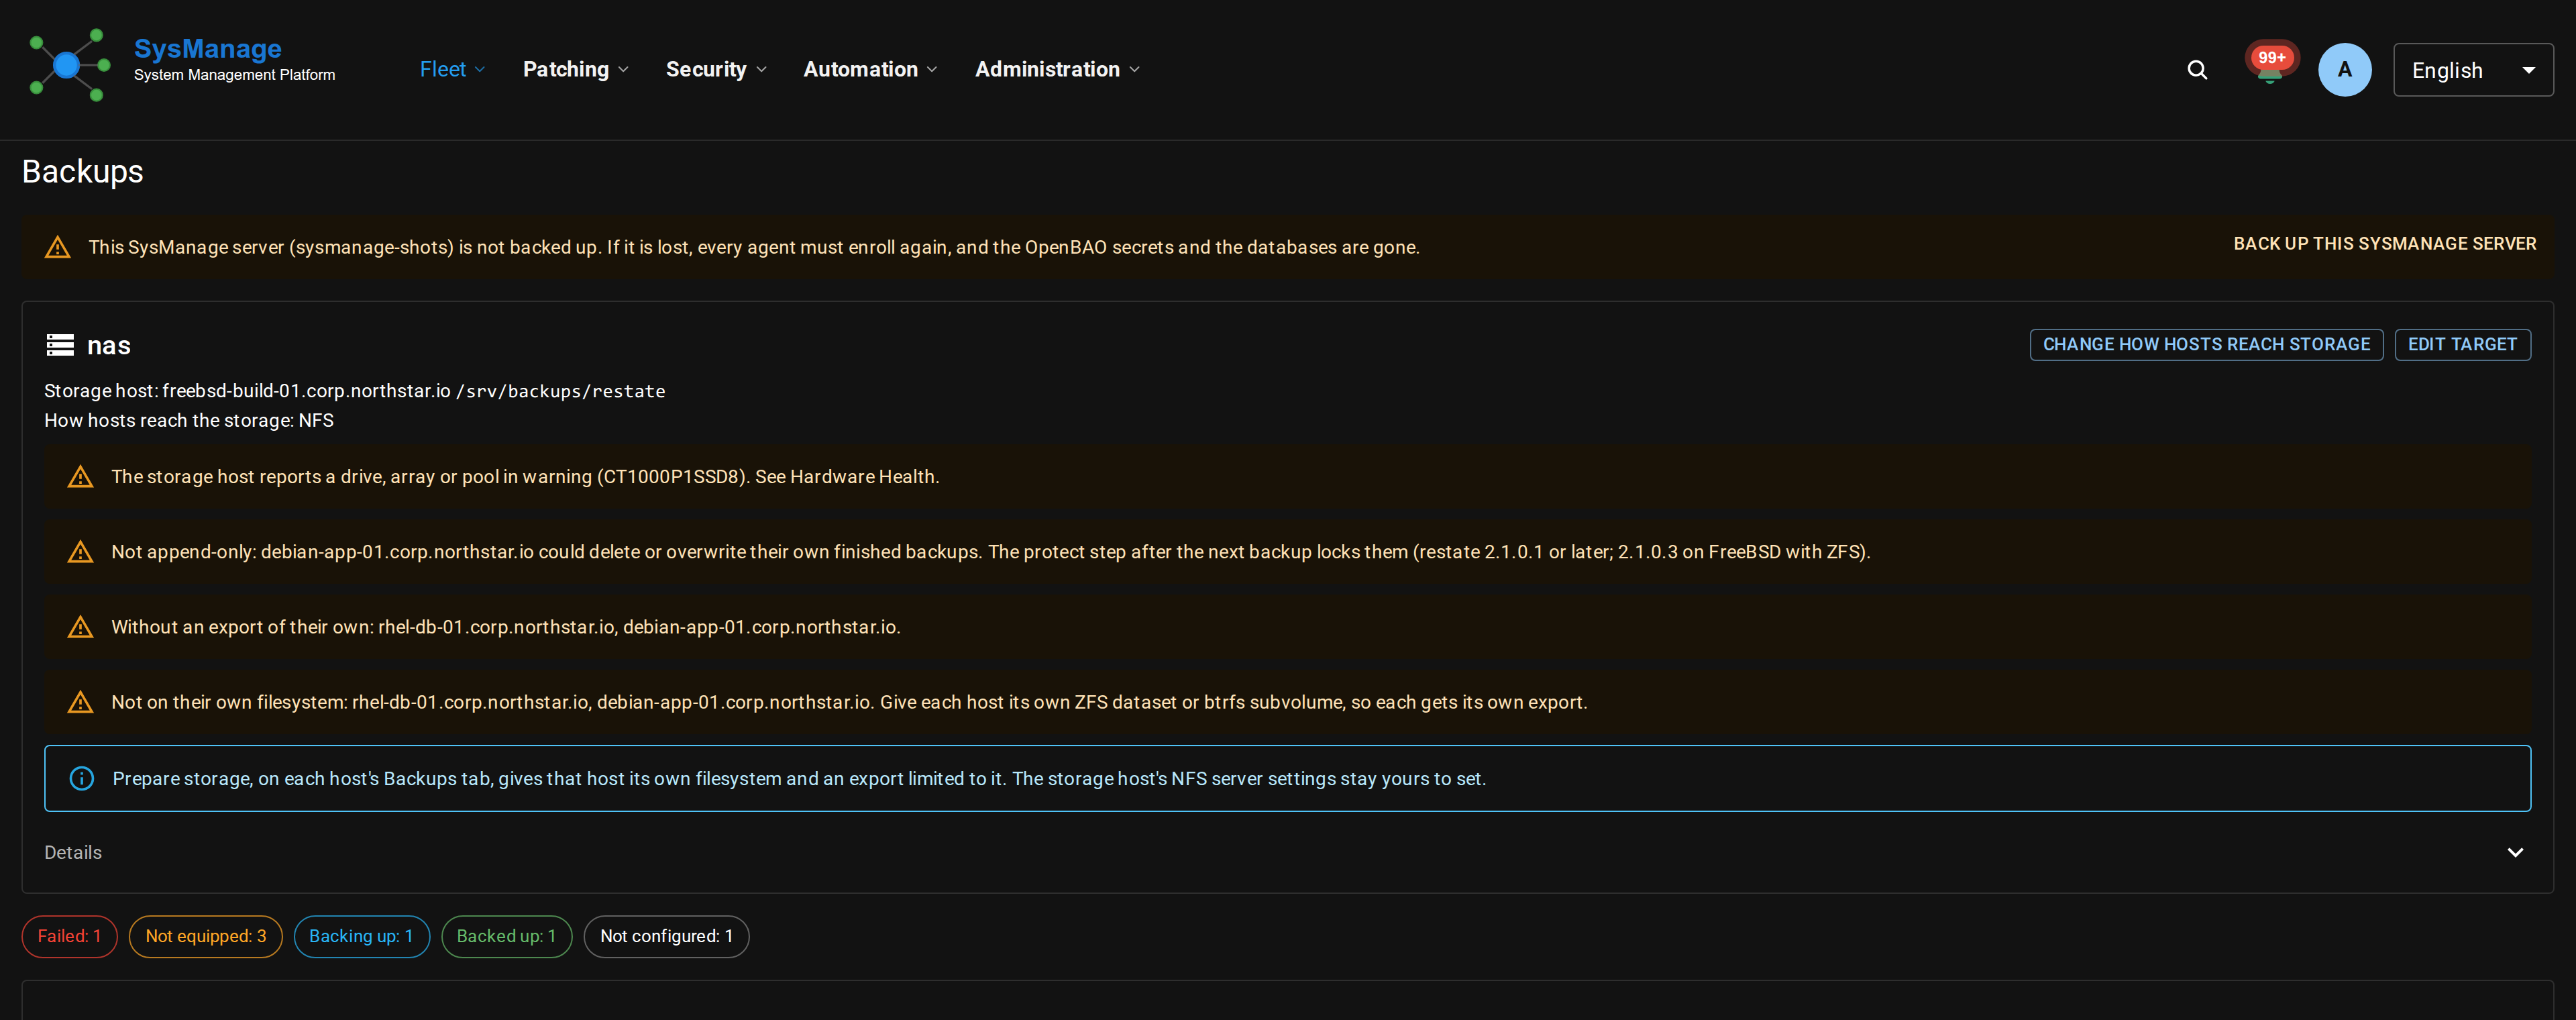 SysManage
System Management Platform
Fleet
Patching
Security
Automation
Administration
99+
A
English
Backups
This SysManage server (sysmanage-shots) is not backed up. If it is lost, every agent must enroll again, and the OpenBAO secrets and the databases are gone.
BACK UP THIS SYSMANAGE SERVER
nas
CHANGE HOW HOSTS REACH STORAGE
EDIT TARGET
Storage host: freebsd-build-01.corp.northstar.io /srv/backups/restate
How hosts reach the storage: NFS
The storage host reports a drive, array or pool in warning (CT1000P1SSD8). See Hardware Health.
Not append-only: debian-app-01.corp.northstar.io could delete or overwrite their own finished backups. The protect step after the next backup locks them (restate 2.1.0.1 or later; 2.1.0.3 on FreeBSD with ZFS).
Without an export of their own: rhel-db-01.corp.northstar.io, debian-app-01.corp.northstar.io.
Not on their own filesystem: rhel-db-01.corp.northstar.io, debian-app-01.corp.northstar.io. Give each host its own ZFS dataset or btrfs subvolume, so each gets its own export.
Prepare storage, on each host's Backups tab, gives that host its own filesystem and an export limited to it. The storage host's NFS server settings stay yours to set.
Details
Failed: 1
Not equipped: 3
Backing up: 1
Backed up: 1
Not configured: 1